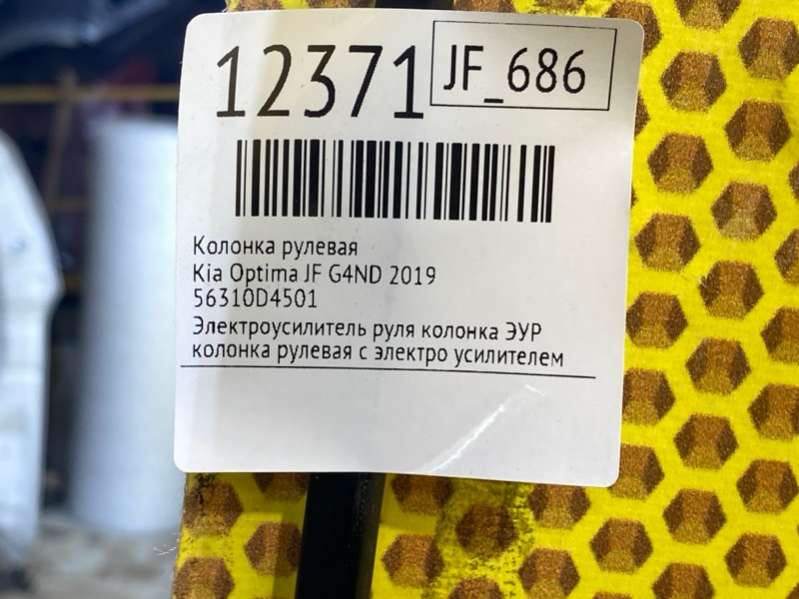 12371
JF_686
Колонка рулевая
Kia Optima JF G4ND 2019
56310D4501
Электроусилитель руля колонка ЭУР
колонка рулевая с электро усилителем